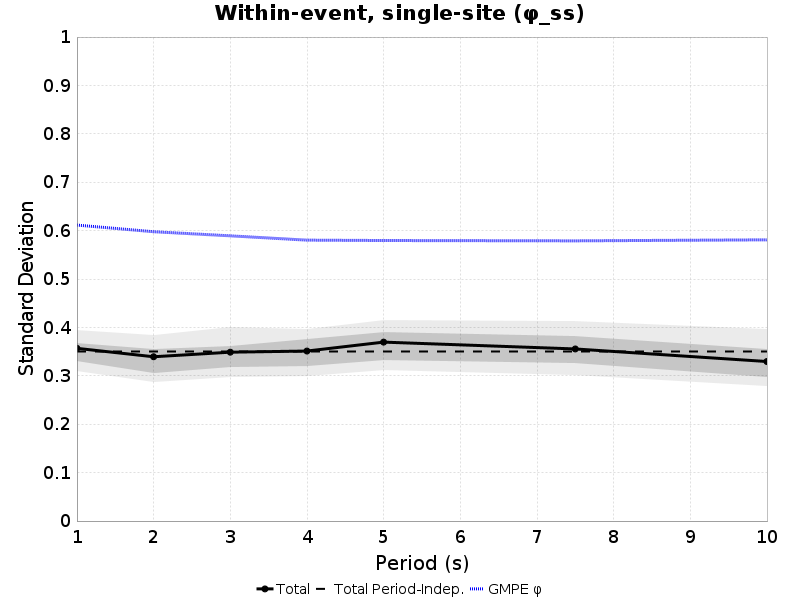 Within-event, single-site (φ_ss)
1
0.9
0.8
0.7
0.6
0.5
0.4
0.3
0.2
0.1
0
Standard Deviation
1 2 3 4 5 6 7 8 9 10
Period (s)
Total Total Period-Indep. GMPE φ